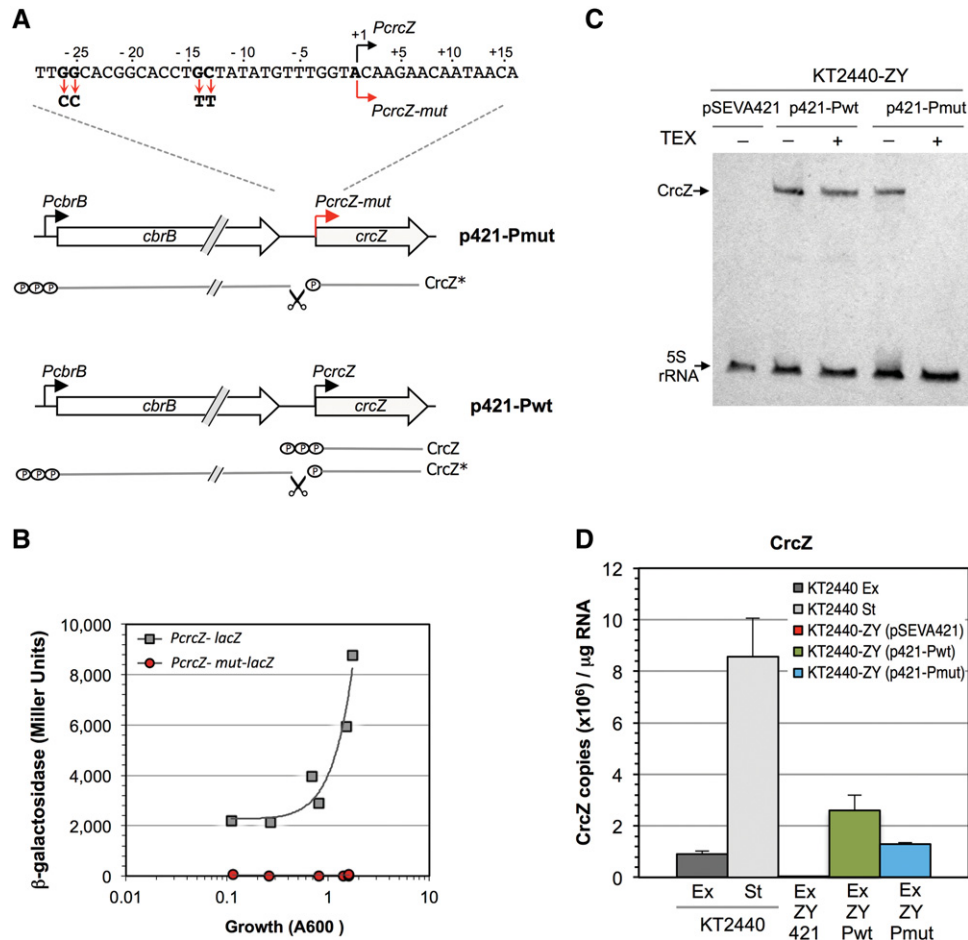 A
PcrcZ
+1
-25 - 20 -15 -10 - 5 +5 +10 +15
TTGGCACGGCACCTGCTATATGTTTGGTACAAGAACAATAACA
CC TT
PcrcZ-mut
PcbrB PcrcZ-mut
cbrB crcZ p421-Pmut
P P P P CrcZ*
PcbrB PcrcZ
cbrB crcZ p421-Pwt
P P P CrcZ
P P P P CrcZ*
B
β-galactosidase (Miller Units)
10,000
8,000
6,000
4,000
2,000
0
PcrcZ- lacZ
PcrcZ- mut-lacZ
0.01 0.1 1 10
Growth (A600 )
C
KT2440-ZY
pSEVA421 p421-Pwt p421-Pmut
TEX – – + – +
CrcZ
5S
rRNA
D
CrcZ
CrcZ copies (x10⁶) / µg RNA
12
10
8
6
4
2
0
KT2440 Ex
KT2440 St
KT2440-ZY (pSEVA421)
KT2440-ZY (p421-Pwt)
KT2440-ZY (p421-Pmut)
Ex St Ex Ex Ex
KT2440 ZY ZY ZY
421 Pwt Pmut